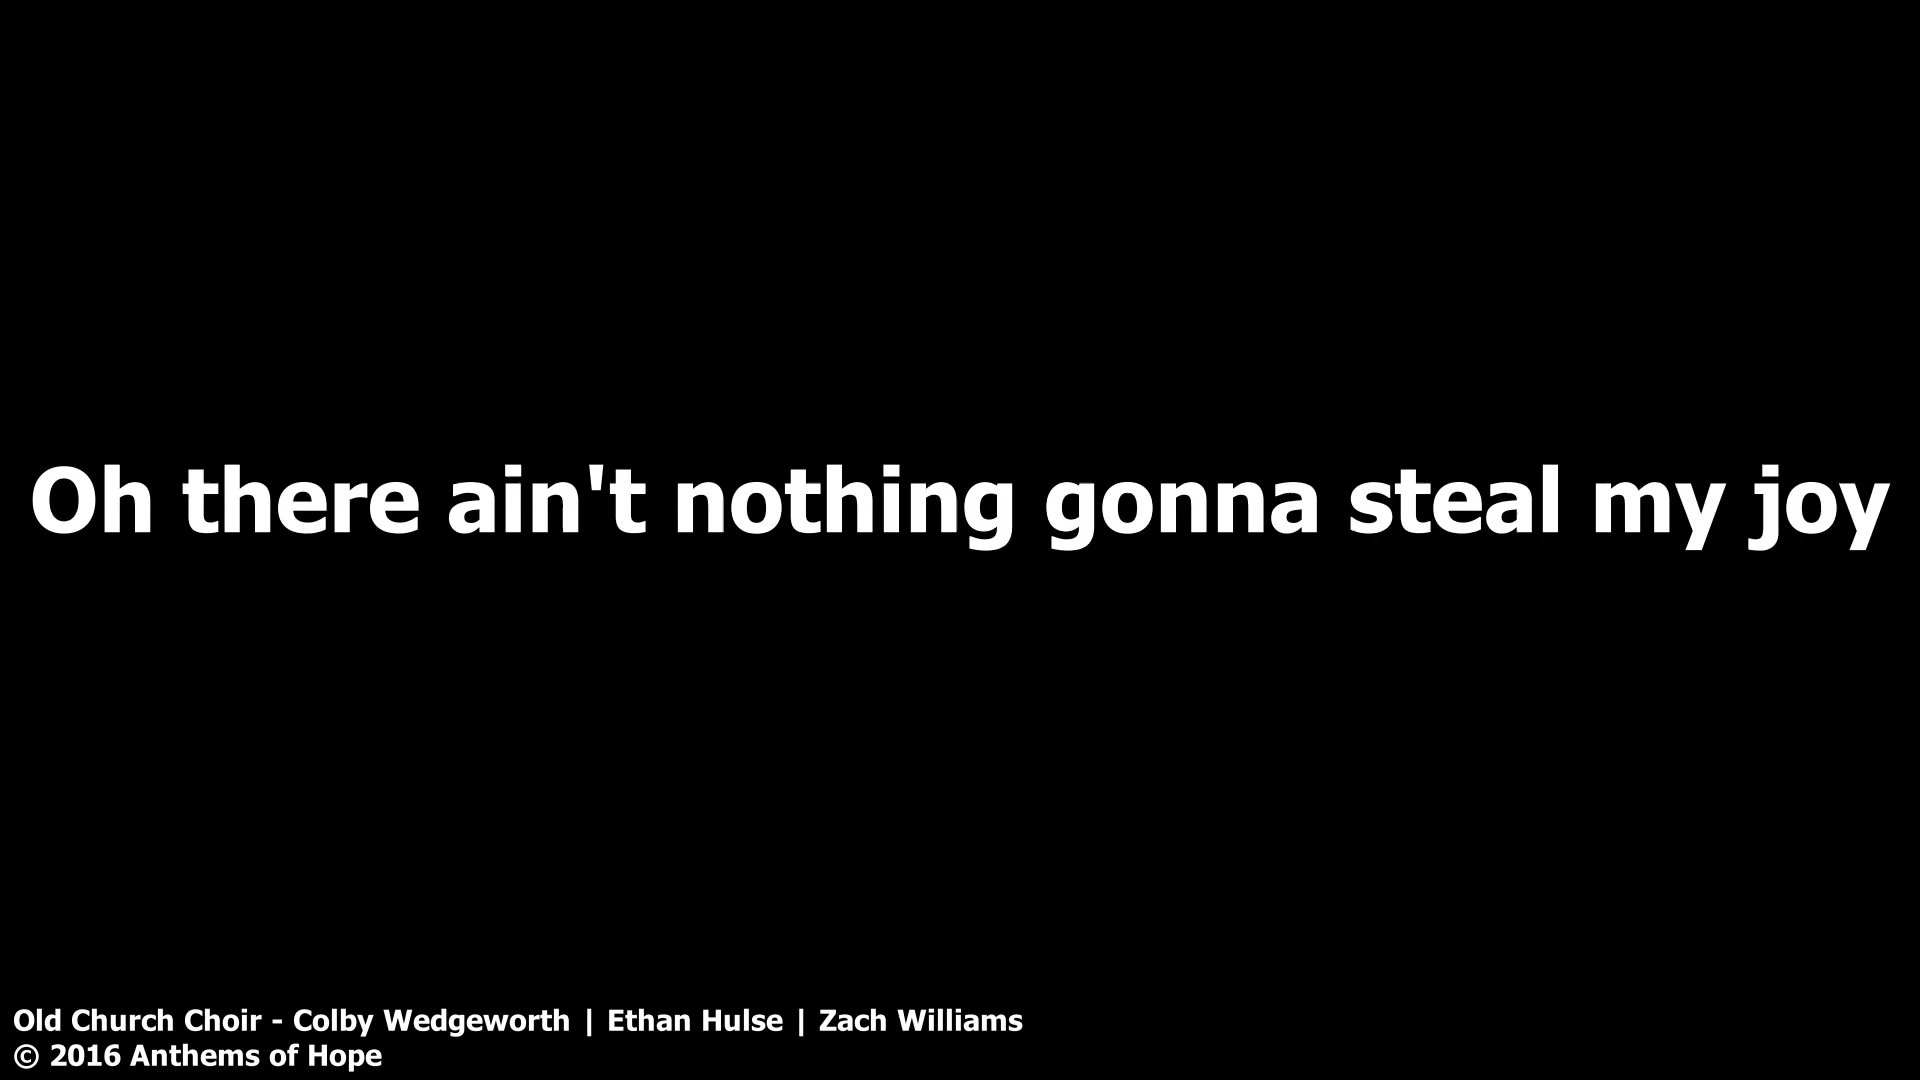 Oh there ain't nothing gonna steal my joy
Old Church Choir - Colby Wedgeworth | Ethan Hulse | Zach Williams
© 2016 Anthems of Hope